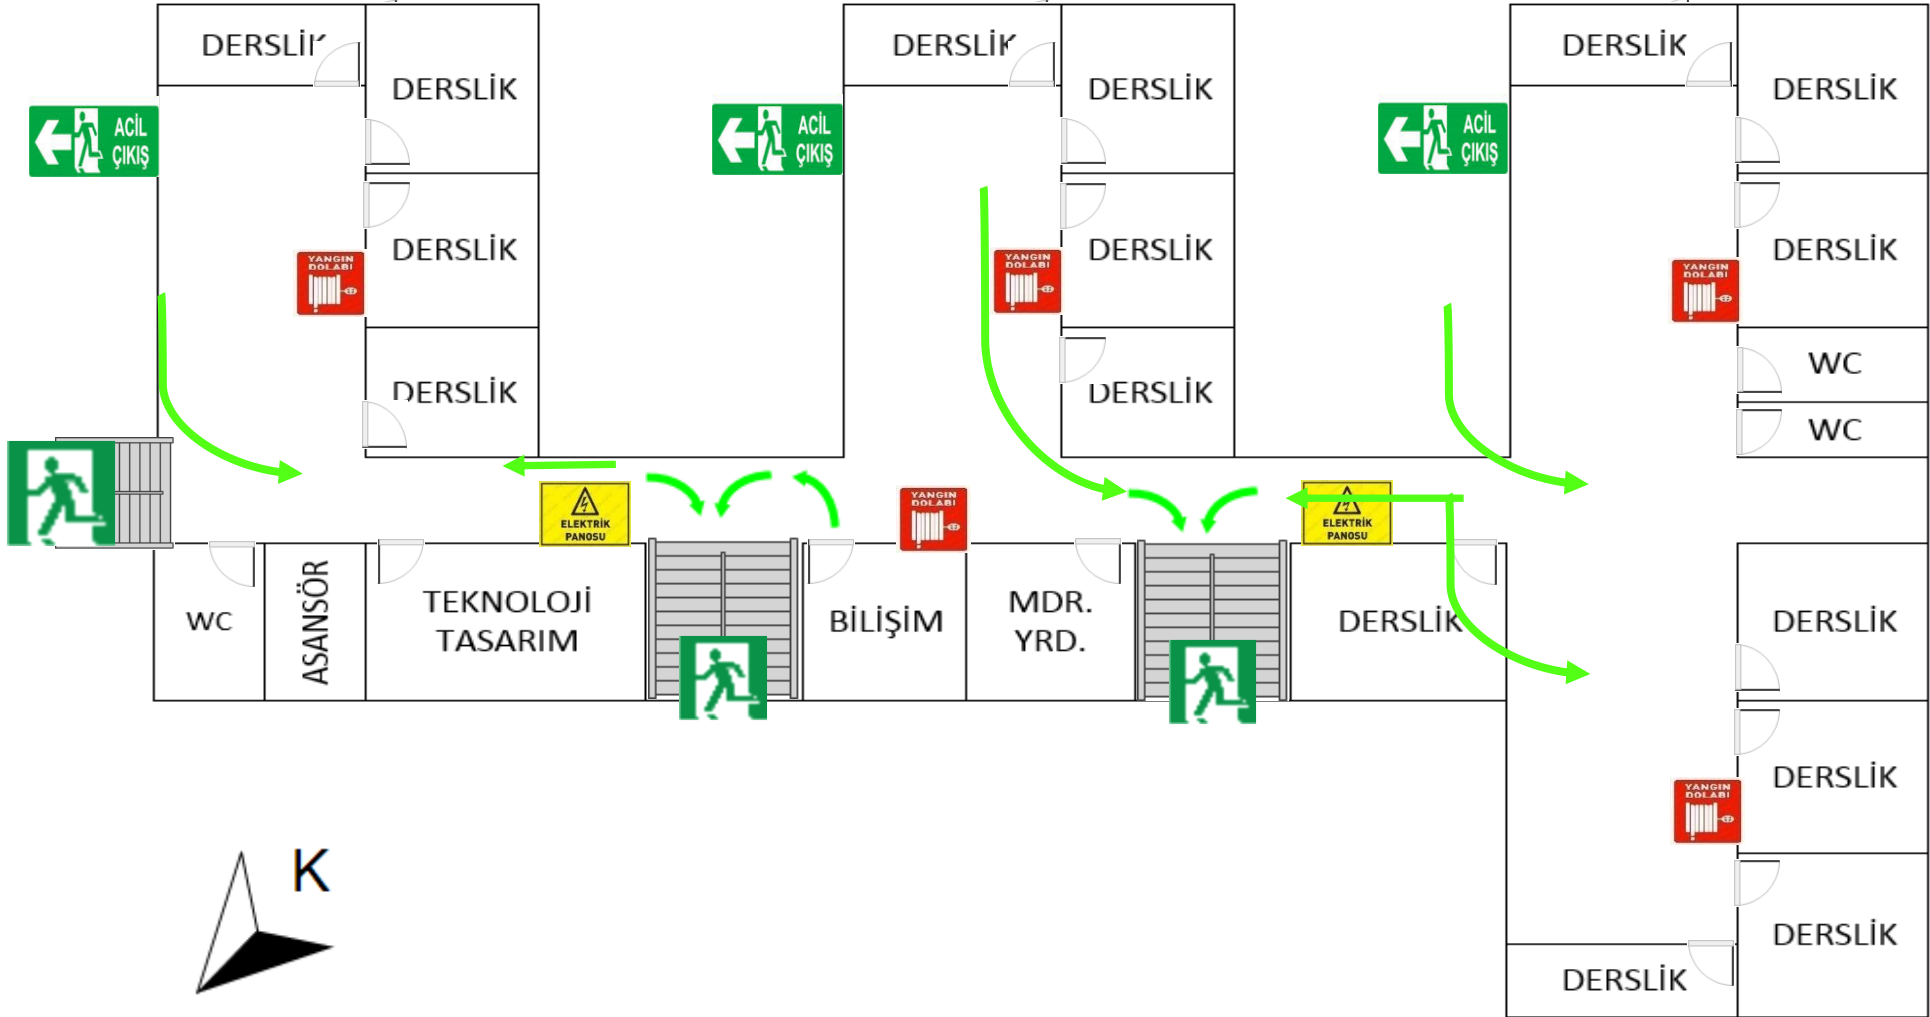 DERSLİK
DERSLİK
DERSLİK
DERSLİK
DERSLİK
DERSLİK
ACİL
ÇIKIŞ
ACİL
ÇIKIŞ
ACİL
ÇIKIŞ
DERSLİK
DERSLİK
DERSLİK
YANGIN
DOLABI
YANGIN
DOLABI
YANGIN
DOLABI
WC
DERSLİK
DERSLİK
WC
ELEKTRİK
PANOSU
YANGIN
DOLABI
ELEKTRİK
PANOSU
WC
ASANSÖR
TEKNOLOJİ
TASARIM
BİLİŞİM
MDR.
YRD.
DERSLİK
DERSLİK
DERSLİK
YANGIN
DOLABI
K
DERSLİK
DERSLİK